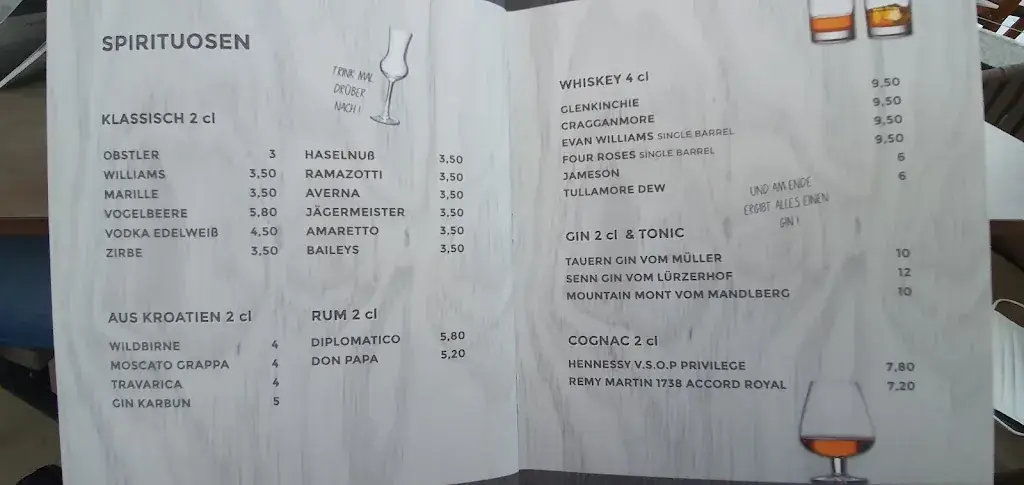 SPIRITUOSEN
TRINK MAL
DRÜBER
NACH!
KLASSISCH 2 cl
OBSTLER 3
WILLIAMS 3,50
MARILLE 3,50
VOGELBEERE 5,80
VODKA EDELWEIß 4,50
ZIRBE 3,50
HASELNUß 3,50
RAMAZOTTI 3,50
AVERNA 3,50
JÄGERMEISTER 3,50
AMARETTO 3,50
BAILEYS 3,50
AUS KROATIEN 2 cl
WILDBIRNE 4
MOSCATO GRAPPA 4
TRAVARICA 4
GIN KARBUN 5
RUM 2 cl
DIPLOMATICO 5,80
DON PAPA 5,20
WHISKEY 4 cl
GLENKINCHIE 9,50
CRAGGANMORE 9,50
EVAN WILLIAMS SINGLE BARREL 9,50
FOUR ROSES SINGLE BARREL 9,50
JAMESON 6
TULLAMORE DEW 6
UND AM ENDE
ERGIBT ALLES EINEN
GIN!
GIN 2 cl & TONIC
TAUERN GIN VOM MÜLLER 10
SENN GIN VOM LÜRZERHOF 12
MOUNTAIN MONT VOM MANDLBERG 10
COGNAC 2 cl
HENNESSY V.S.O.P PRIVILEGE 7,80
REMY MARTIN 1738 ACCORD ROYAL 7,20